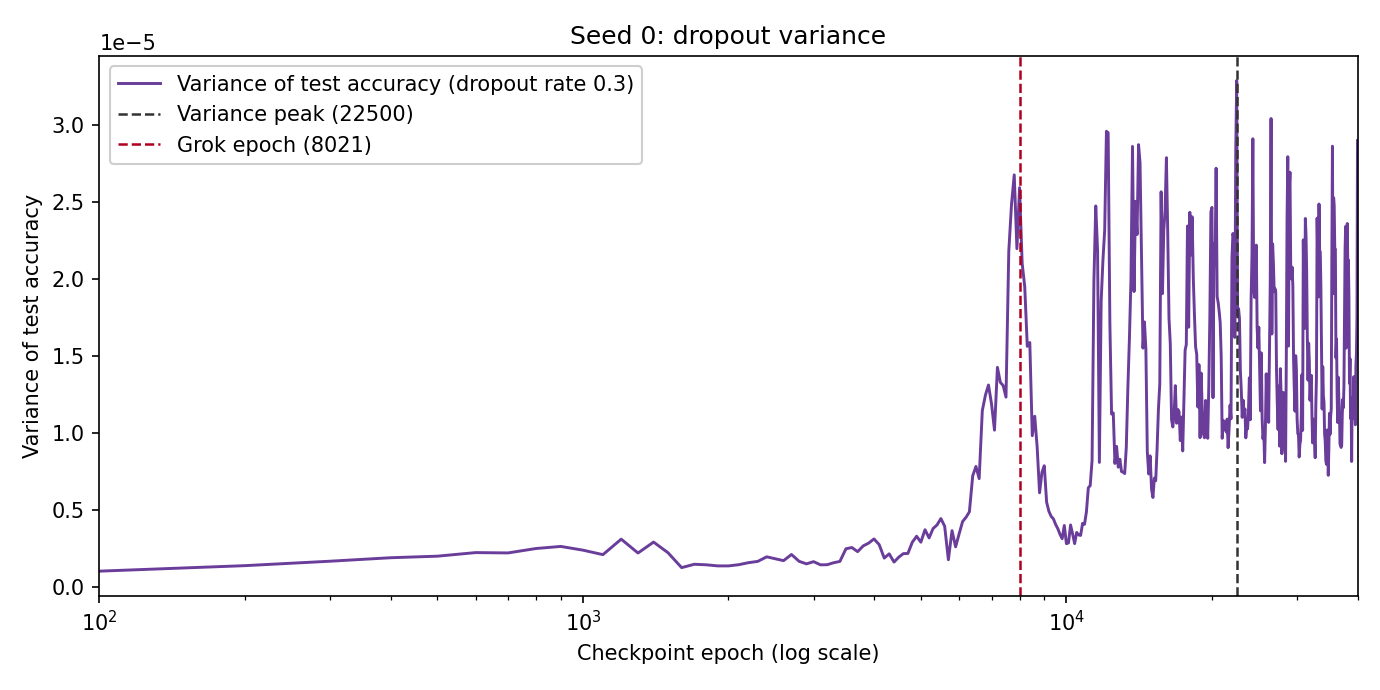 Seed 0: dropout variance
1e−5
Variance of test accuracy (dropout rate 0.3)
Variance peak (22500)
Grok epoch (8021)
3.0
2.5
2.0
1.5
1.0
0.5
0.0
Variance of test accuracy
10²
10³
10⁴
Checkpoint epoch (log scale)